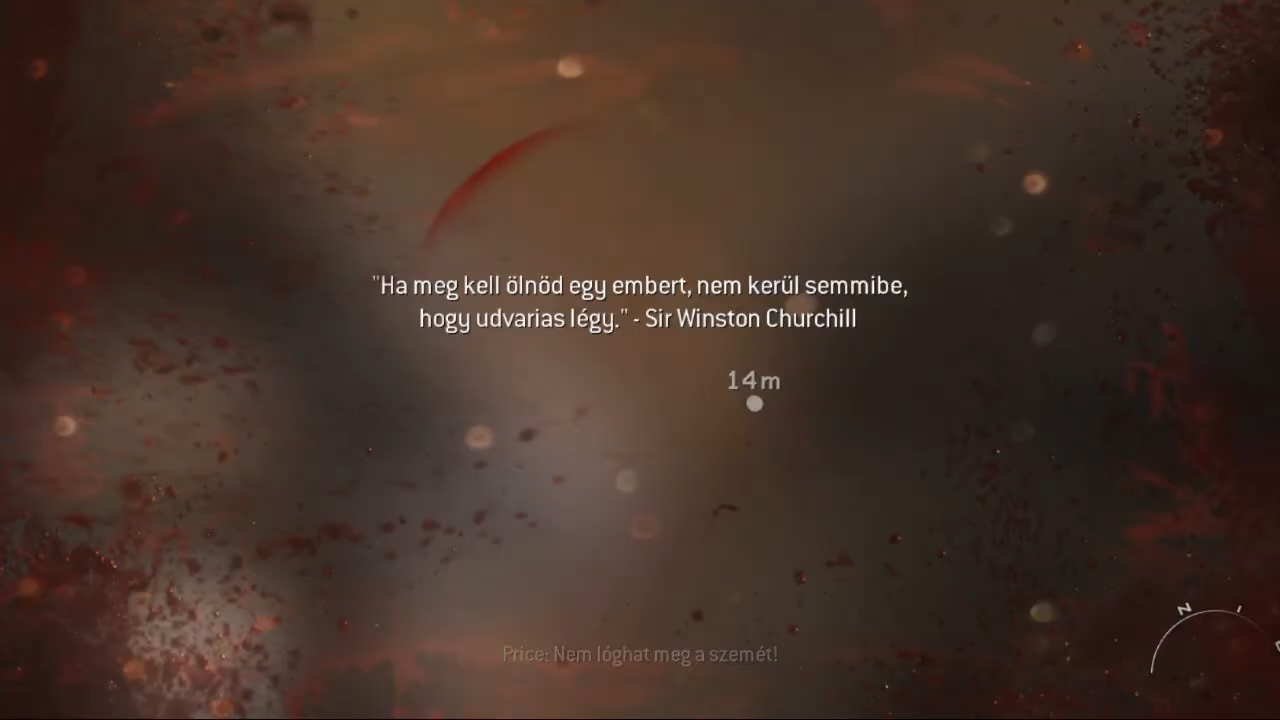 "Ha meg kell ölnöd egy embert, nem kerül semmibe,
hogy udvarias légy." - Sir Winston Churchill
14m
Price: Nem lóghat meg a szemét!
N